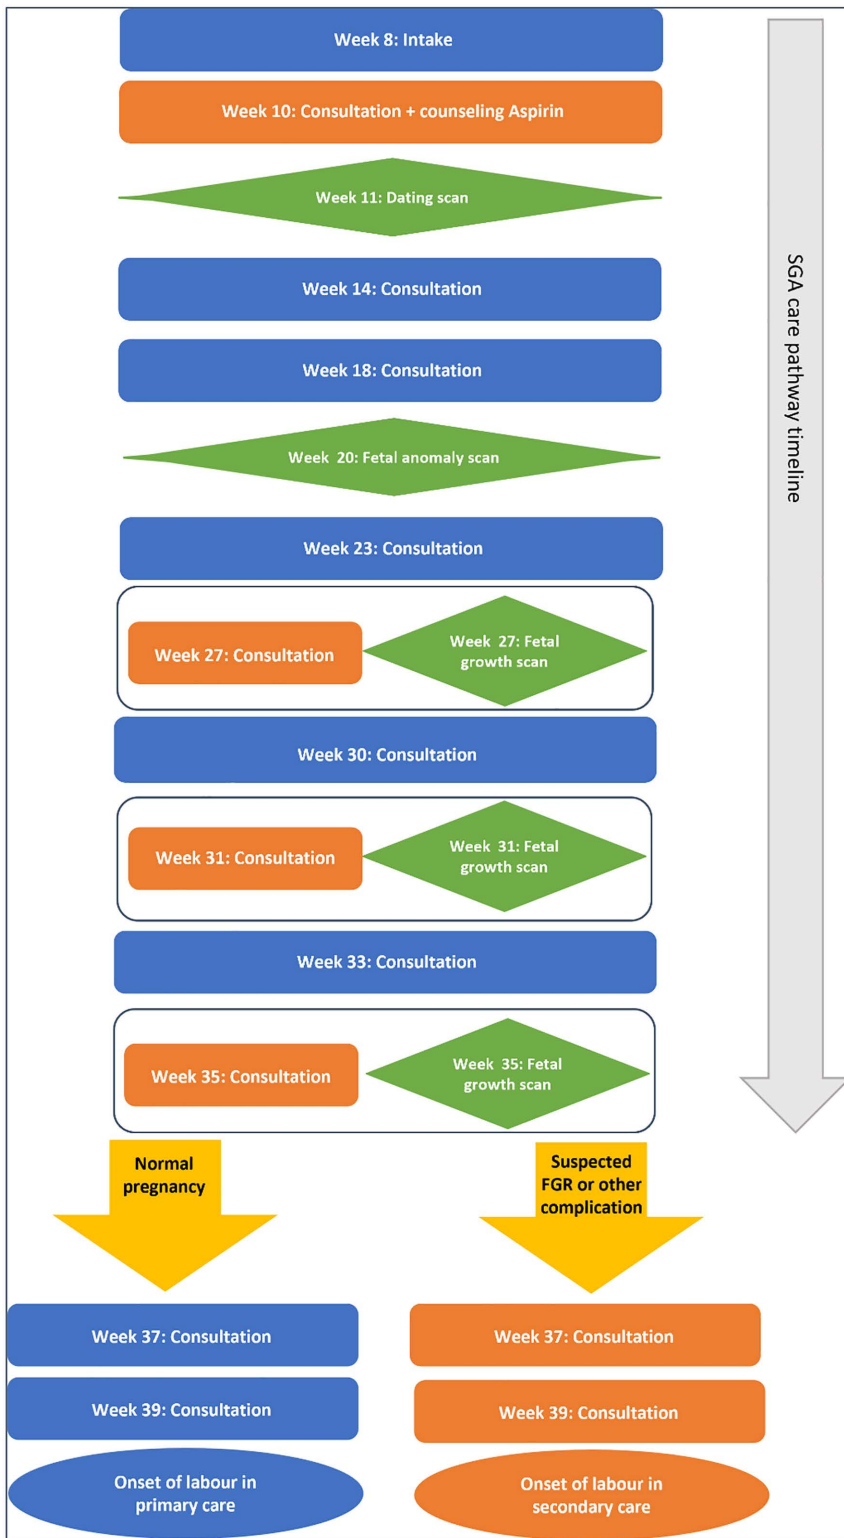 Week 8: Intake
Week 10: Consultation + counseling Aspirin
Week 11: Dating scan
Week 14: Consultation
Week 18: Consultation
Week 20: Fetal anomaly scan
Week 23: Consultation
Week 27: Consultation
Week 27: Fetal
growth scan
Week 30: Consultation
Week 31: Consultation
Week 31: Fetal
growth scan
Week 33: Consultation
Week 35: Consultation
Week 35: Fetal
growth scan
SGA care pathway timeline
Normal
pregnancy
Suspected
FGR or other
complication
Week 37: Consultation
Week 37: Consultation
Week 39: Consultation
Week 39: Consultation
Onset of labour in
primary care
Onset of labour in
secondary care